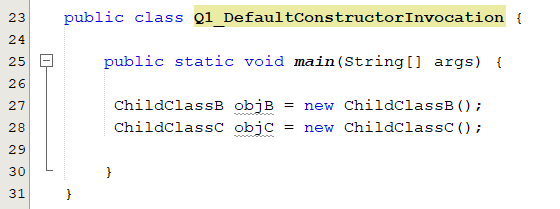 23 public class Q1_DefaultConstructorInvocation {
24
25 public static void main(String[] args) {
26
27 ChildClassB objB = new ChildClassB();
28 ChildClassC objC = new ChildClassC();
29
30 }
31 }